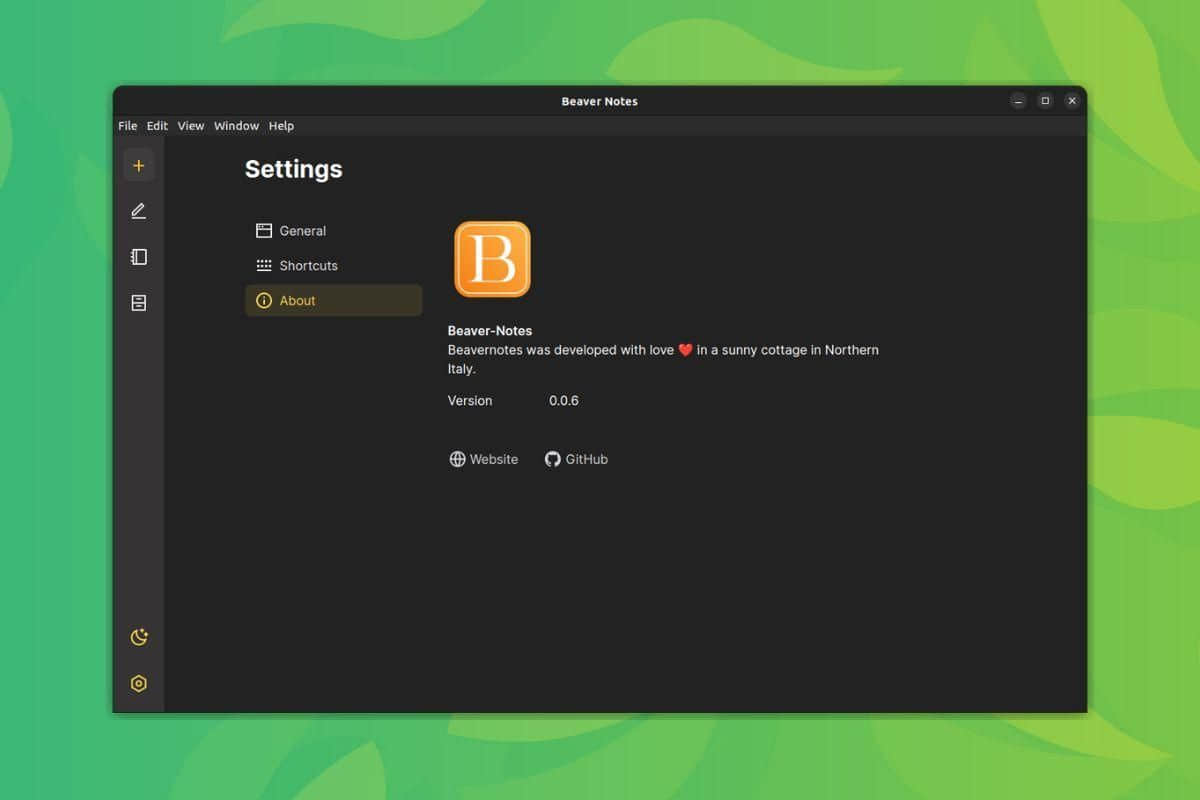 Beaver Notes
File Edit View Window Help
Settings
General
Shortcuts
About
B
Beaver-Notes
Beavernotes was developed with love ❤️ in a sunny cottage in Northern
Italy.
Version 0.0.6
Website GitHub